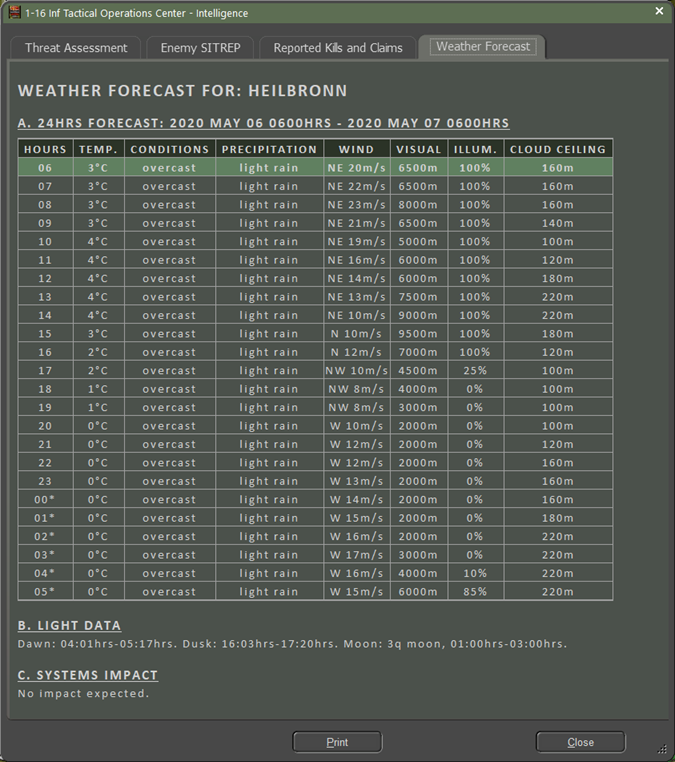 1-16 Inf Tactical Operations Center - Intelligence
Threat Assessment Enemy SITREP Reported Kills and Claims Weather Forecast
WEATHER FORECAST FOR: HEILBRONN
A. 24HRS FORECAST: 2020 MAY 06 0600HRS - 2020 MAY 07 0600HRS
HOURS TEMP. CONDITIONS PRECIPITATION WIND VISUAL ILLUM. CLOUD CEILING
06 3°C overcast light rain NE 20m/s 6500m 100% 160m
07 3°C overcast light rain NE 22m/s 6500m 100% 160m
08 3°C overcast light rain NE 23m/s 8000m 100% 160m
09 3°C overcast light rain NE 21m/s 6500m 100% 140m
10 4°C overcast light rain NE 19m/s 5000m 100% 100m
11 4°C overcast light rain NE 16m/s 6000m 100% 120m
12 4°C overcast light rain NE 14m/s 6000m 100% 180m
13 4°C overcast light rain NE 13m/s 7500m 100% 220m
14 4°C overcast light rain NE 10m/s 9000m 100% 220m
15 3°C overcast light rain N 10m/s 9500m 100% 180m
16 2°C overcast light rain N 12m/s 7000m 100% 120m
17 2°C overcast light rain NW 10m/s 4500m 25% 100m
18 1°C overcast light rain NW 8m/s 4000m 0% 100m
19 1°C overcast light rain NW 8m/s 3000m 0% 100m
20 0°C overcast light rain W 10m/s 2000m 0% 100m
21 0°C overcast light rain W 12m/s 2000m 0% 120m
22 0°C overcast light rain W 12m/s 2000m 0% 160m
23 0°C overcast light rain W 13m/s 2000m 0% 160m
00* 0°C overcast light rain W 14m/s 2000m 0% 160m
01* 0°C overcast light rain W 15m/s 2000m 0% 180m
02* 0°C overcast light rain W 16m/s 2000m 0% 220m
03* 0°C overcast light rain W 17m/s 3000m 0% 220m
04* 0°C overcast light rain W 16m/s 4000m 10% 220m
05* 0°C overcast light rain W 15m/s 6000m 85% 220m
B. LIGHT DATA
Dawn: 04:01hrs-05:17hrs. Dusk: 16:03hrs-17:20hrs. Moon: 3q moon, 01:00hrs-03:00hrs.
C. SYSTEMS IMPACT
No impact expected.
Print Close